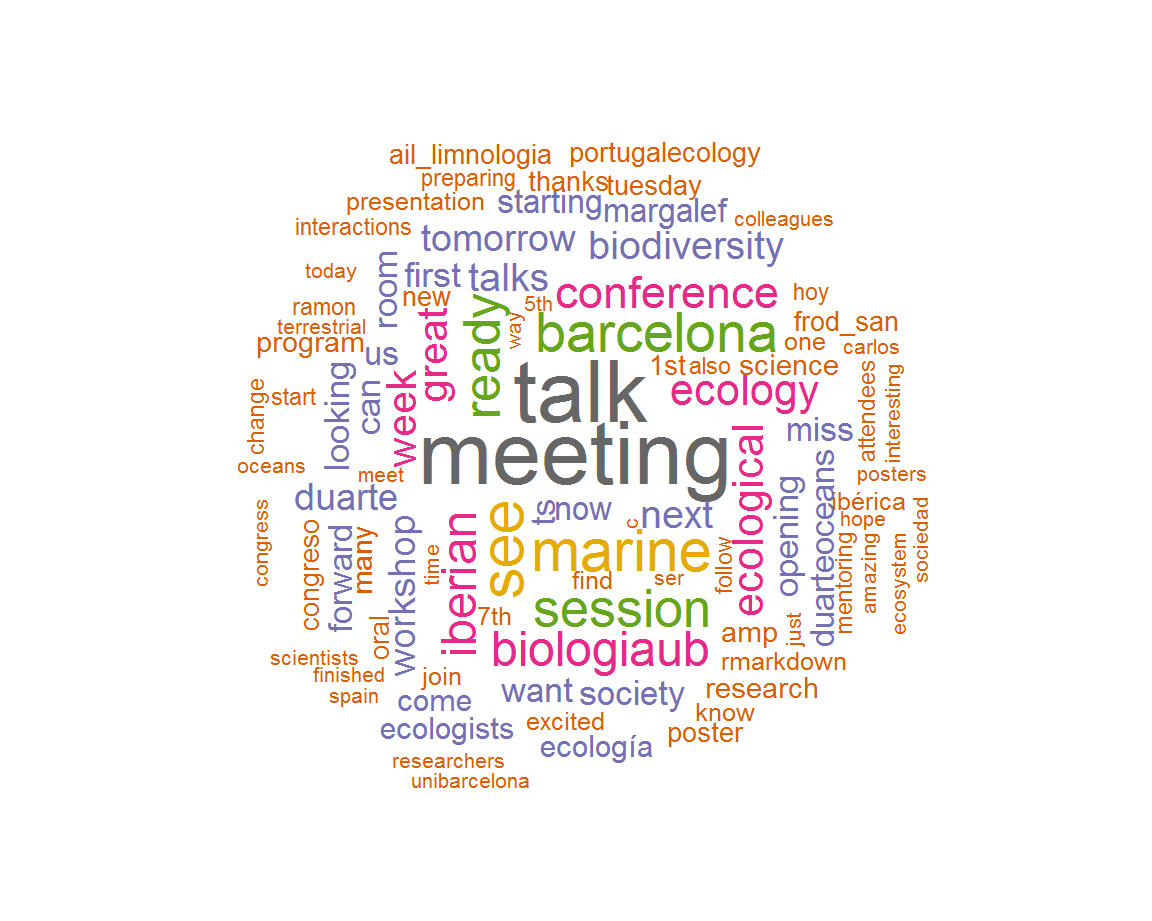 ail_limnologia
portugalecology
preparing
thanks
tuesday
presentation
starting
margalef
colleagues
interactions
tomorrow
biodiversity
today
room
first
talks
conference
hoy
ramon
new
great
ready
5th
way
barcelona
frod_san
terrestrial
program
us
one
carlos
looking
can
week
talk
1st
also
science
change
start
ecology
attendees
interesting
meeting
ecological
miss
oceans
meet
posters
duarte
see
ts
now
c
next
opening
duarteoceans
ibérica
hope
congress
congreso
forward
many
workshop
time
iberian
marine
find
ser
follow
mentoring
amazing
ecosystem
sociedad
oral
7th
session
amp
just
scientists
finished
spain
join
biologiaub
rmarkdown
come
want
society
research
ecologists
excited
know
poster
ecología
researchers
unibarcelona